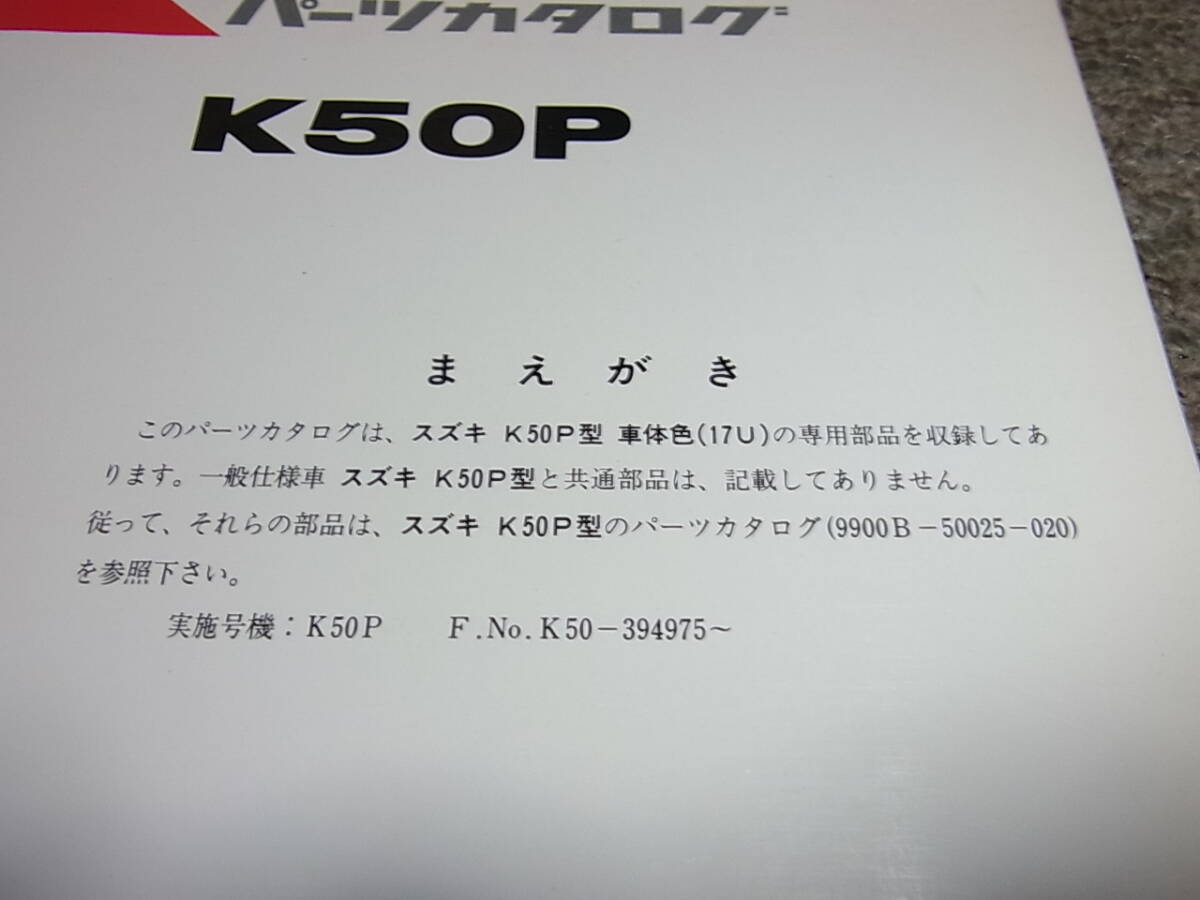 パーツカタログ
K50P
まえがき
このパーツカタログは、スズキ K50P型 車体色(17U)の専用部品を収録してあ
ります。一般仕様車 スズキ K50P型と共通部品は、記載してありません。
従って、それらの部品は、スズキ K50P型のパーツカタログ(9900B-50025-020)
を参照下さい。
実施号機：K50P F.No.K50-394975～